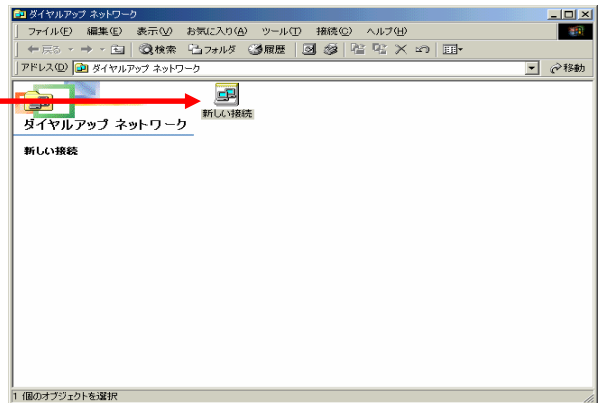 ダイヤルアップ ネットワーク
ファイル(F) 編集(E) 表示(V) お気に入り(A) ツール(T) 接続(C) ヘルプ(H)
戻る 検索 フォルダ 履歴
アドレス(D) ダイヤルアップ ネットワーク 移動
新しい接続
ダイヤルアップ ネットワーク
新しい接続
1 個のオブジェクトを選択